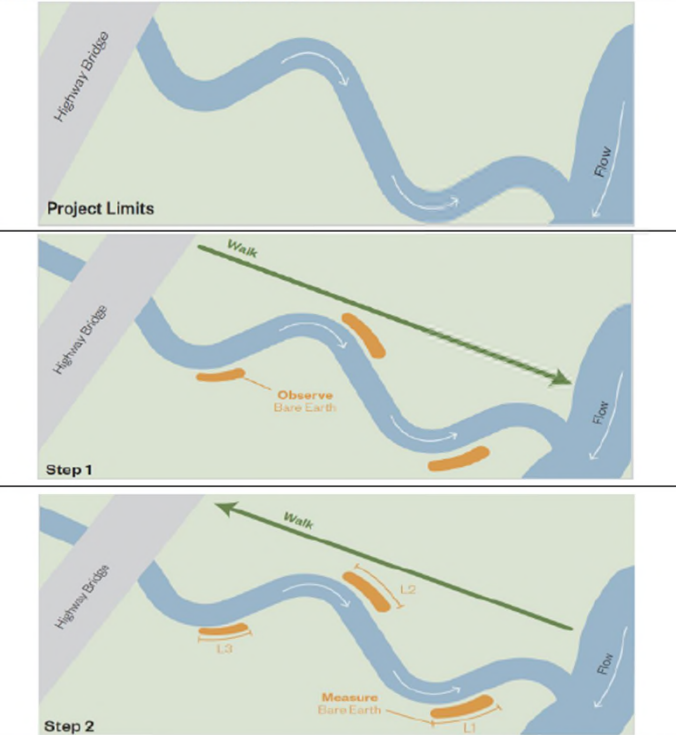 Highway Bridge
Flow
Project Limits
Walk
Highway Bridge
Observe
Bare Earth
Flow
Step 1
Walk
Highway Bridge
L2
L3
Flow
Measure
Bare Earth
L1
Step 2